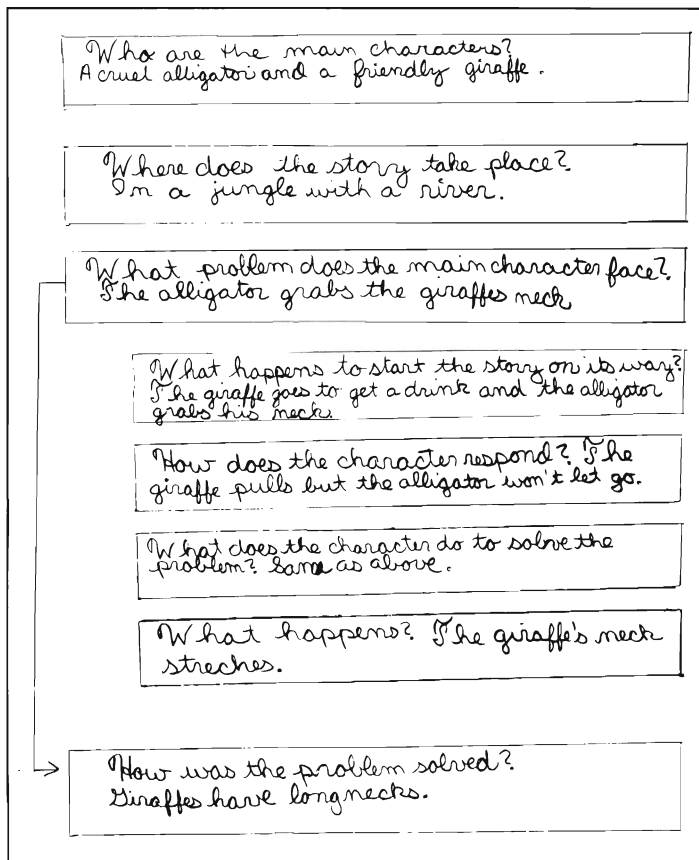 Who are the main characters?
A cruel alligator and a friendly giraffe.
Where does the story take place?
In a jungle with a river.
What problem does the main character face?
The alligator grabs the giraffes neck
What happens to start the story on its way?
The giraffe goes to get a drink and the alligator
grabs his neck.
How does the character respond? The
giraffe pulls but the alligator won't let go.
What does the character do to solve the
problem? Same as above.
What happens? The giraffe's neck
streches.
How was the problem solved?
Giraffes have long necks.